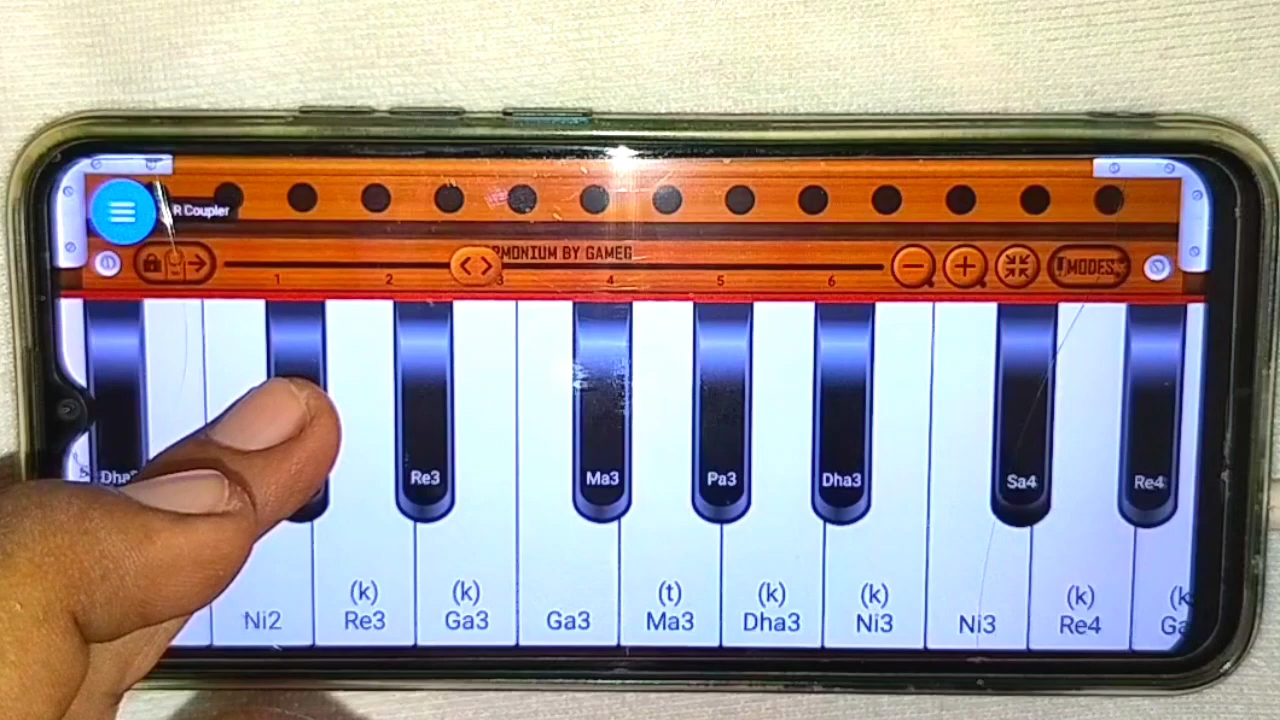 R Coupler
RMONIUM BY GAMEG
1 2 3 4 5 6
MODES
Re3 Ma3 Pa3 Dha3 Sa4 Re4
(k) (k) (t) (k) (k) (k)
Ni2 Re3 Ga3 Ga3 Ma3 Dha3 Ni3 Ni3 Re4